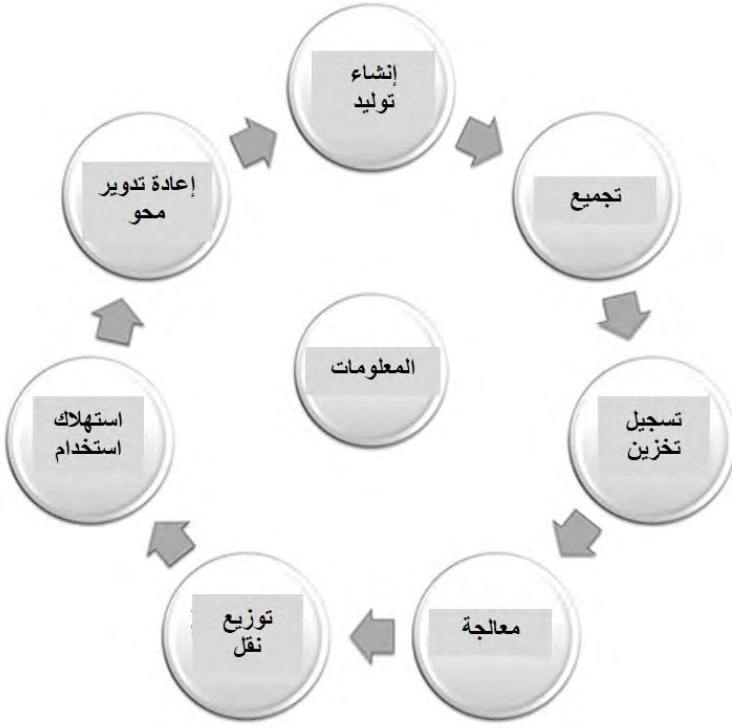 إنشاء
توليد
تجميع
تسجيل
تخزين
معالجة
توزيع
نقل
استهلاك
استخدام
إعادة تدوير
محو
المعلومات